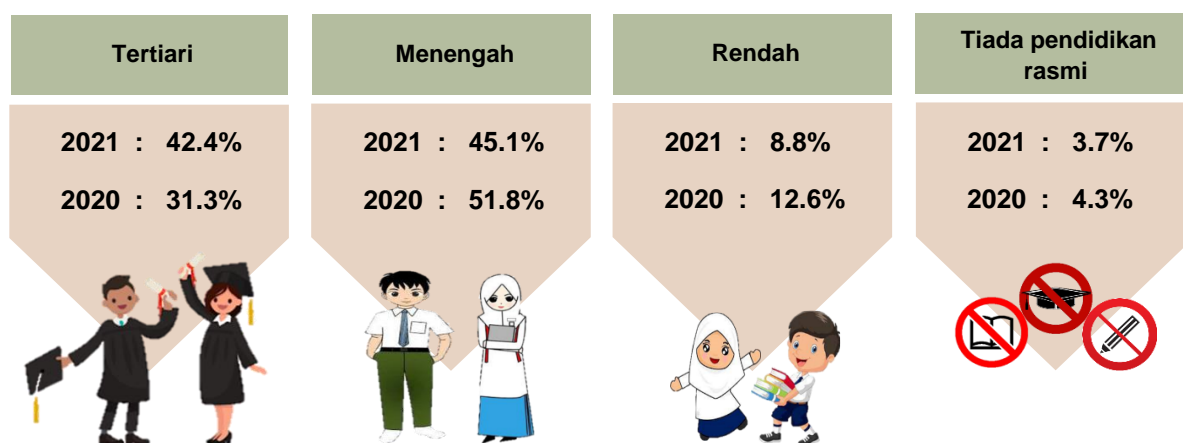 Tertiari
2021 : 42.4%
2020 : 31.3%
Menengah
2021 : 45.1%
2020 : 51.8%
Rendah
2021 : 8.8%
2020 : 12.6%
Tiada pendidikan
rasmi
2021 : 3.7%
2020 : 4.3%